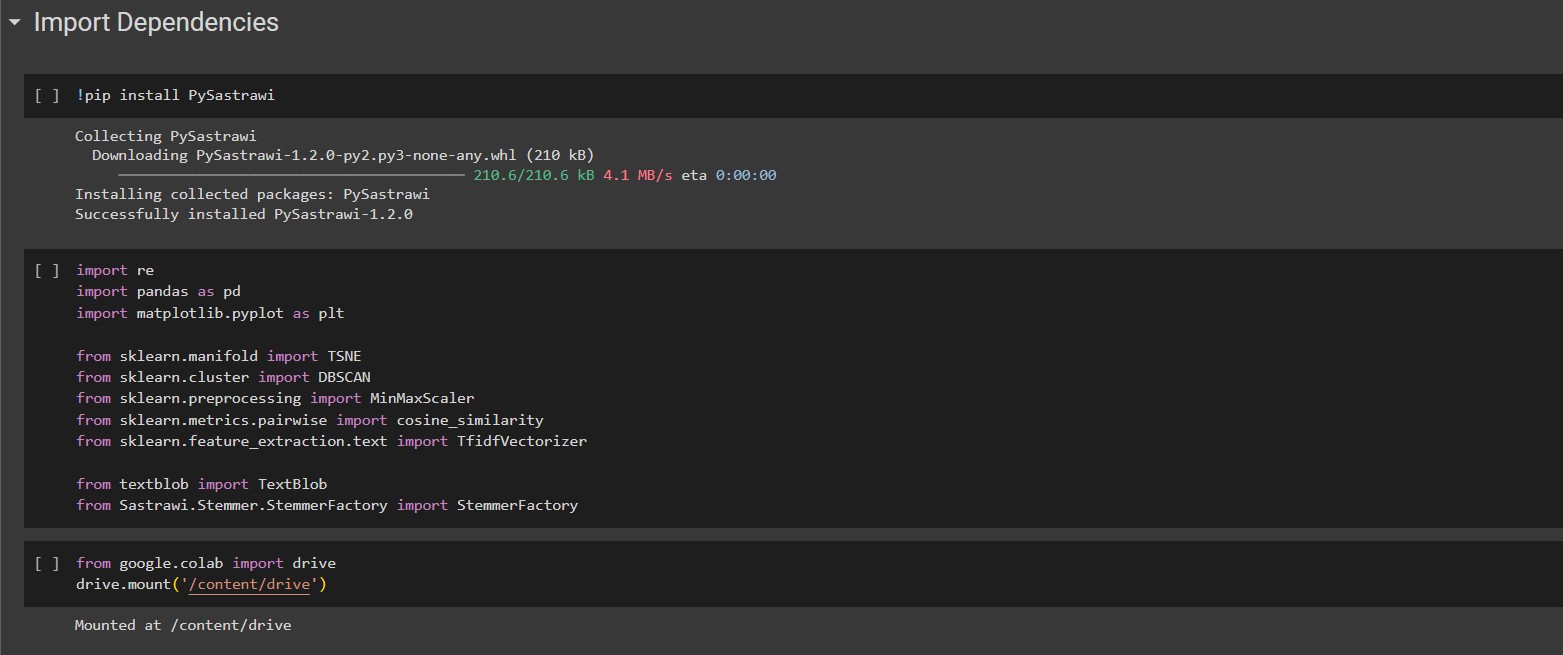 Import Dependencies
[ ] !pip install PySastrawi
Collecting PySastrawi
Downloading PySastrawi-1.2.0-py2.py3-none-any.whl (210 kB)
210.6/210.6 kB 4.1 MB/s eta 0:00:00
Installing collected packages: PySastrawi
Successfully installed PySastrawi-1.2.0
[ ] import re
import pandas as pd
import matplotlib.pyplot as plt
from sklearn.manifold import TSNE
from sklearn.cluster import DBSCAN
from sklearn.preprocessing import MinMaxScaler
from sklearn.metrics.pairwise import cosine_similarity
from sklearn.feature_extraction.text import TfidfVectorizer
from textblob import TextBlob
from Sastrawi.Stemmer.StemmerFactory import StemmerFactory
[ ] from google.colab import drive
drive.mount('/content/drive')
Mounted at /content/drive